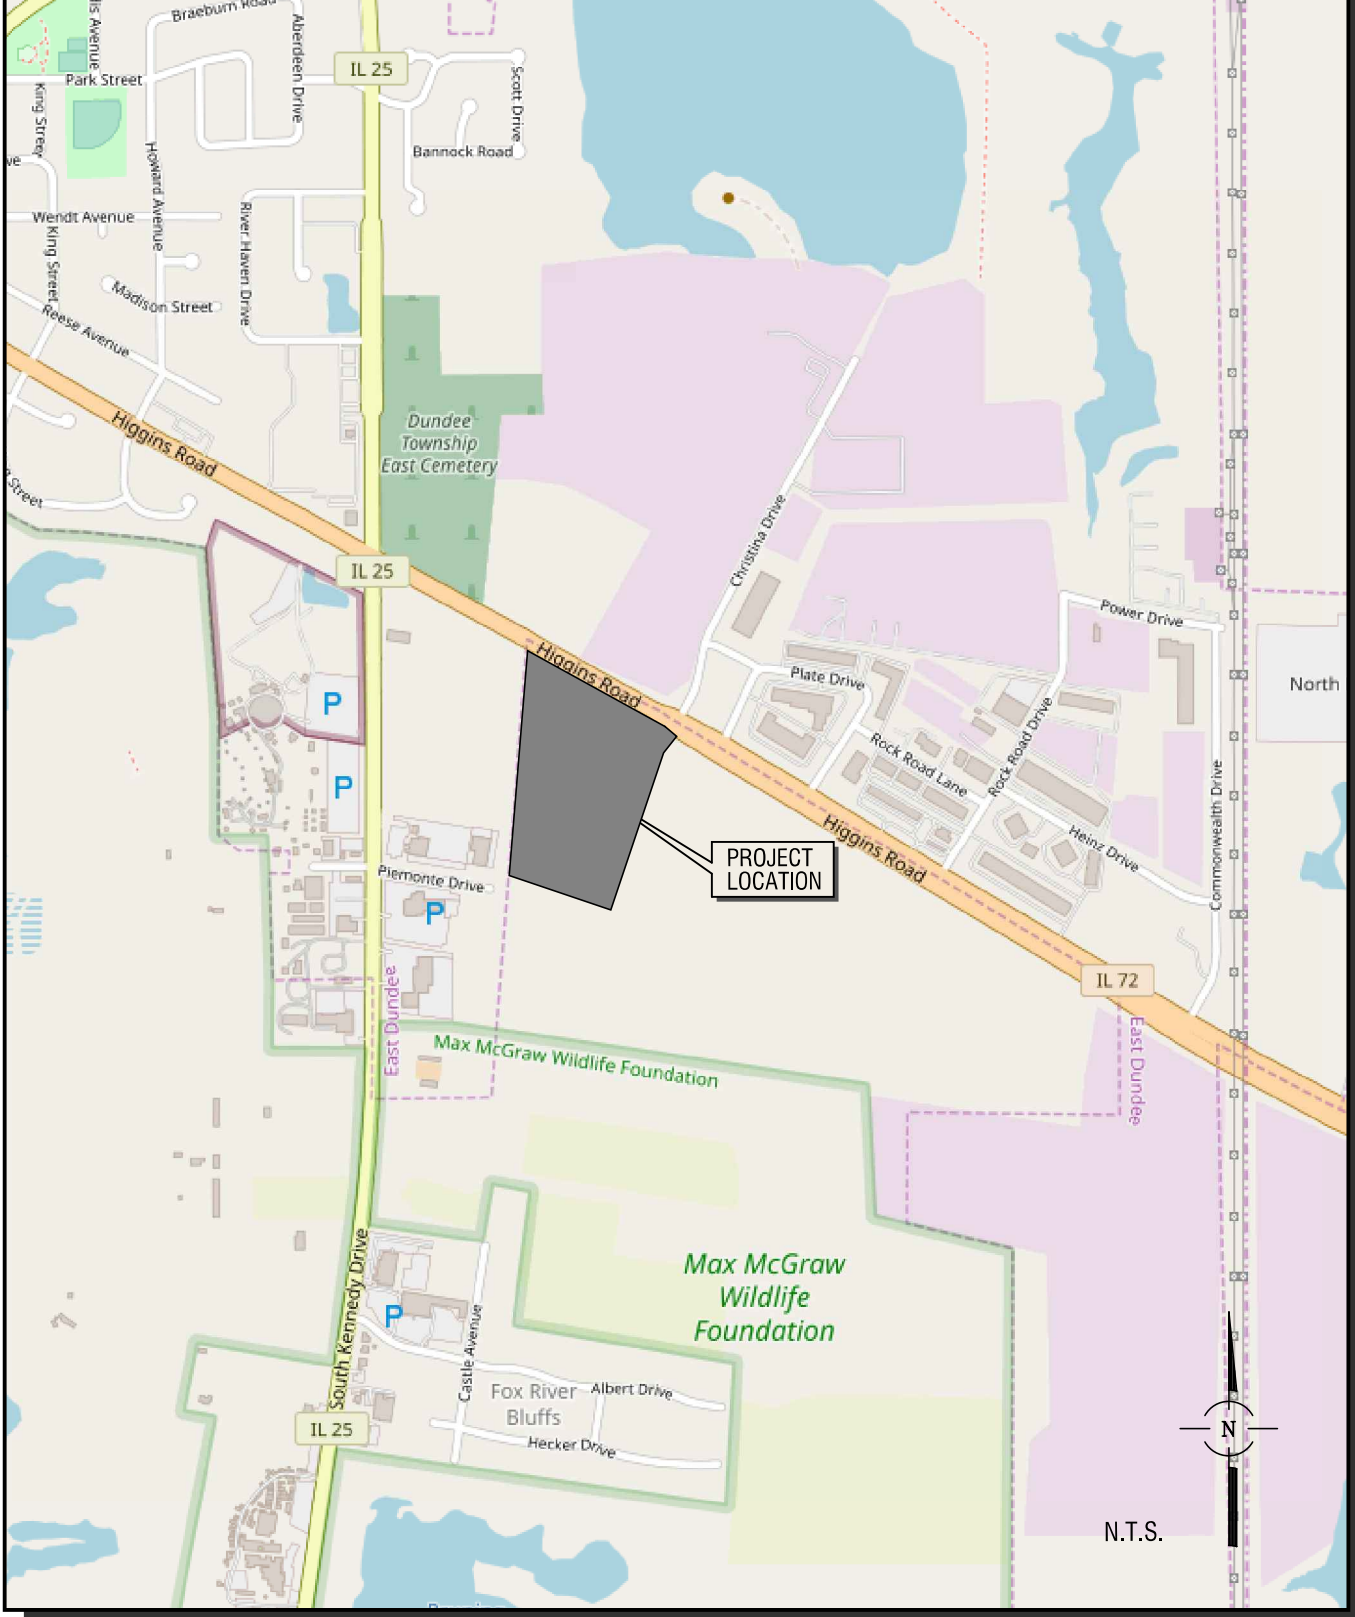 Braeburn Road
Aberdeen Drive
IL 25
Scott Drive
Park Street
King Street
Howard Avenue
Bannock Road
Wendt Avenue
King Street
River Haven Drive
Madison Street
Reese Avenue
Higgins Road
Dundee
Township
East Cemetery
Street
IL 25
Christina Drive
Power Drive
Higgins Road
Plate Drive
North
P
Rock Road Drive
Rock Road Lane
P
Commonwealth Drive
Higgins Road
Heinz Drive
PROJECT
LOCATION
Piemonte Drive
P
IL 72
East Dundee
East Dundee
Max McGraw Wildlife Foundation
South Kennedy Drive
Max McGraw
Wildlife
Foundation
P
Castle Avenue
Fox River
Bluffs
Albert Drive
IL 25
Hecker Drive
N
N.T.S.